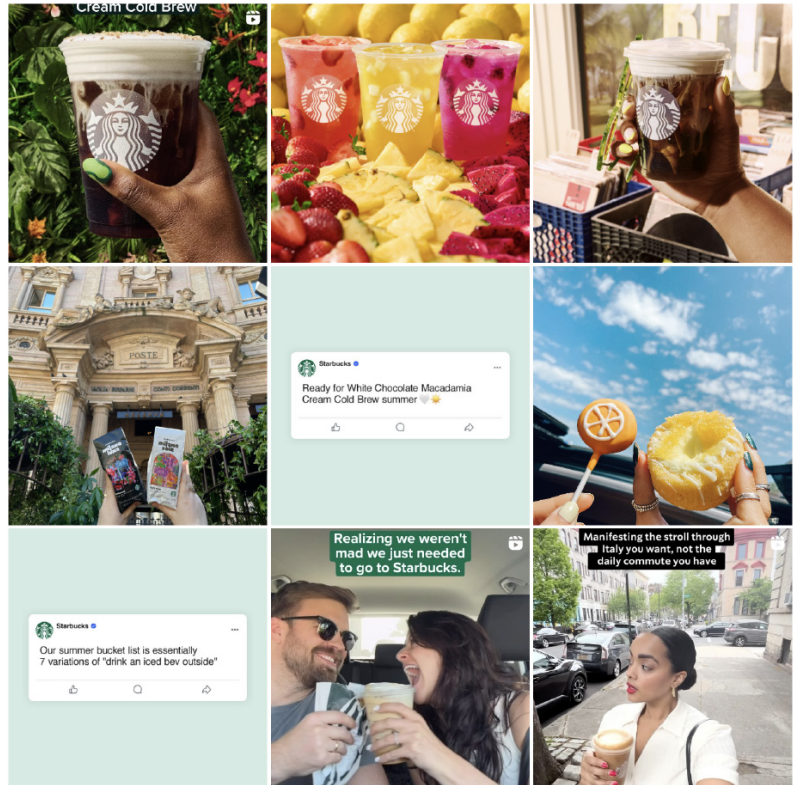 Cream Cold Brew
POSTE
Starbucks
Ready for White Chocolate Macadamia
Cream Cold Brew summer 🤍☀️
Starbucks
Our summer bucket list is essentially
7 variations of "drink an iced bev outside"
Realizing we weren't
mad we just needed
to go to Starbucks.
Manifesting the stroll through
Italy you want, not the
daily commute you have